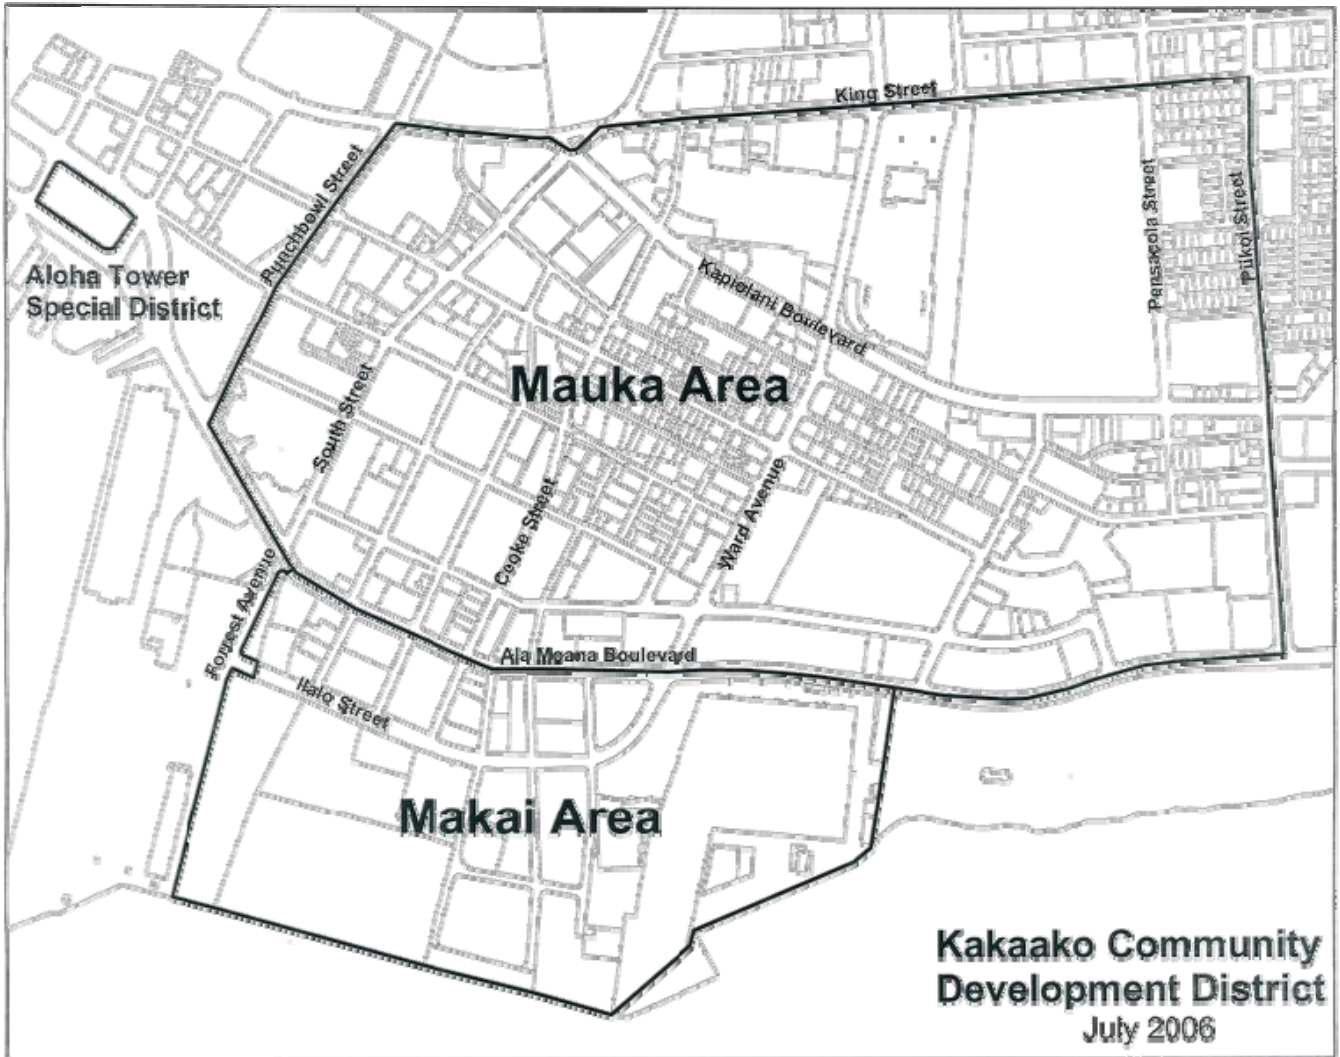 King Street
Punchbowl Street
Pensacola Street
Piikoi Street
Aloha Tower
Special District
Kapiolani Boulevard
Mauka Area
South Street
Cooke Street
Ward Avenue
Forrest Avenue
Ala Moana Boulevard
Ilalo Street
Makai Area
Kakaako Community
Development District
July 2006